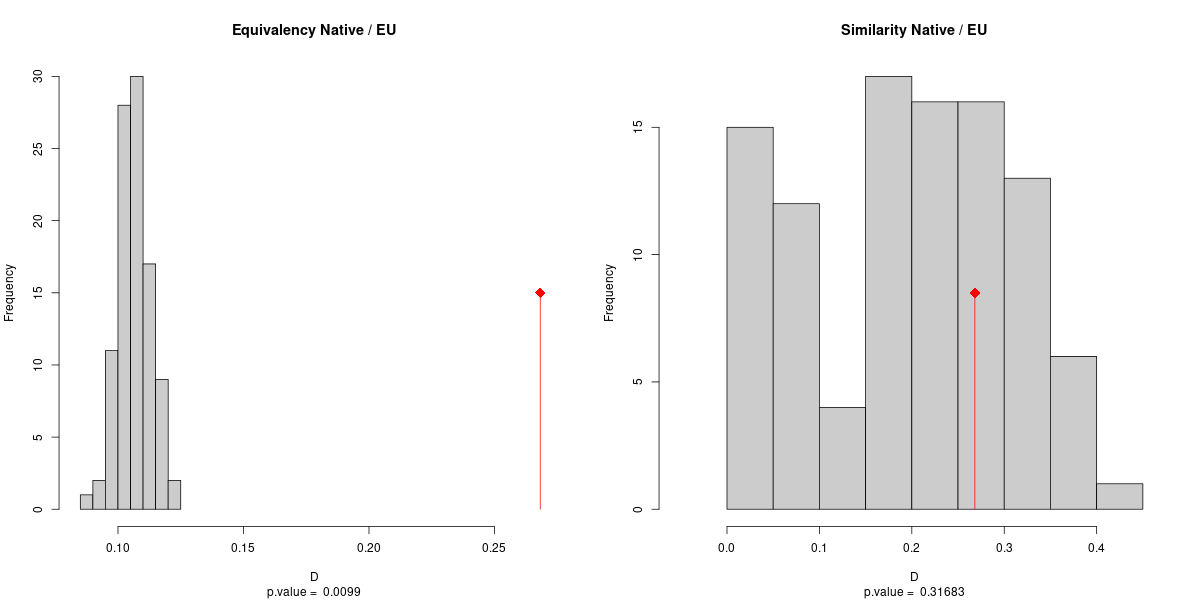 Equivalency Native / EU
Frequency
30
25
20
15
10
5
0
0.10 0.15 0.20 0.25
D
p.value = 0.0099
Similarity Native / EU
Frequency
15
10
5
0
0.0 0.1 0.2 0.3 0.4
D
p.value = 0.31683